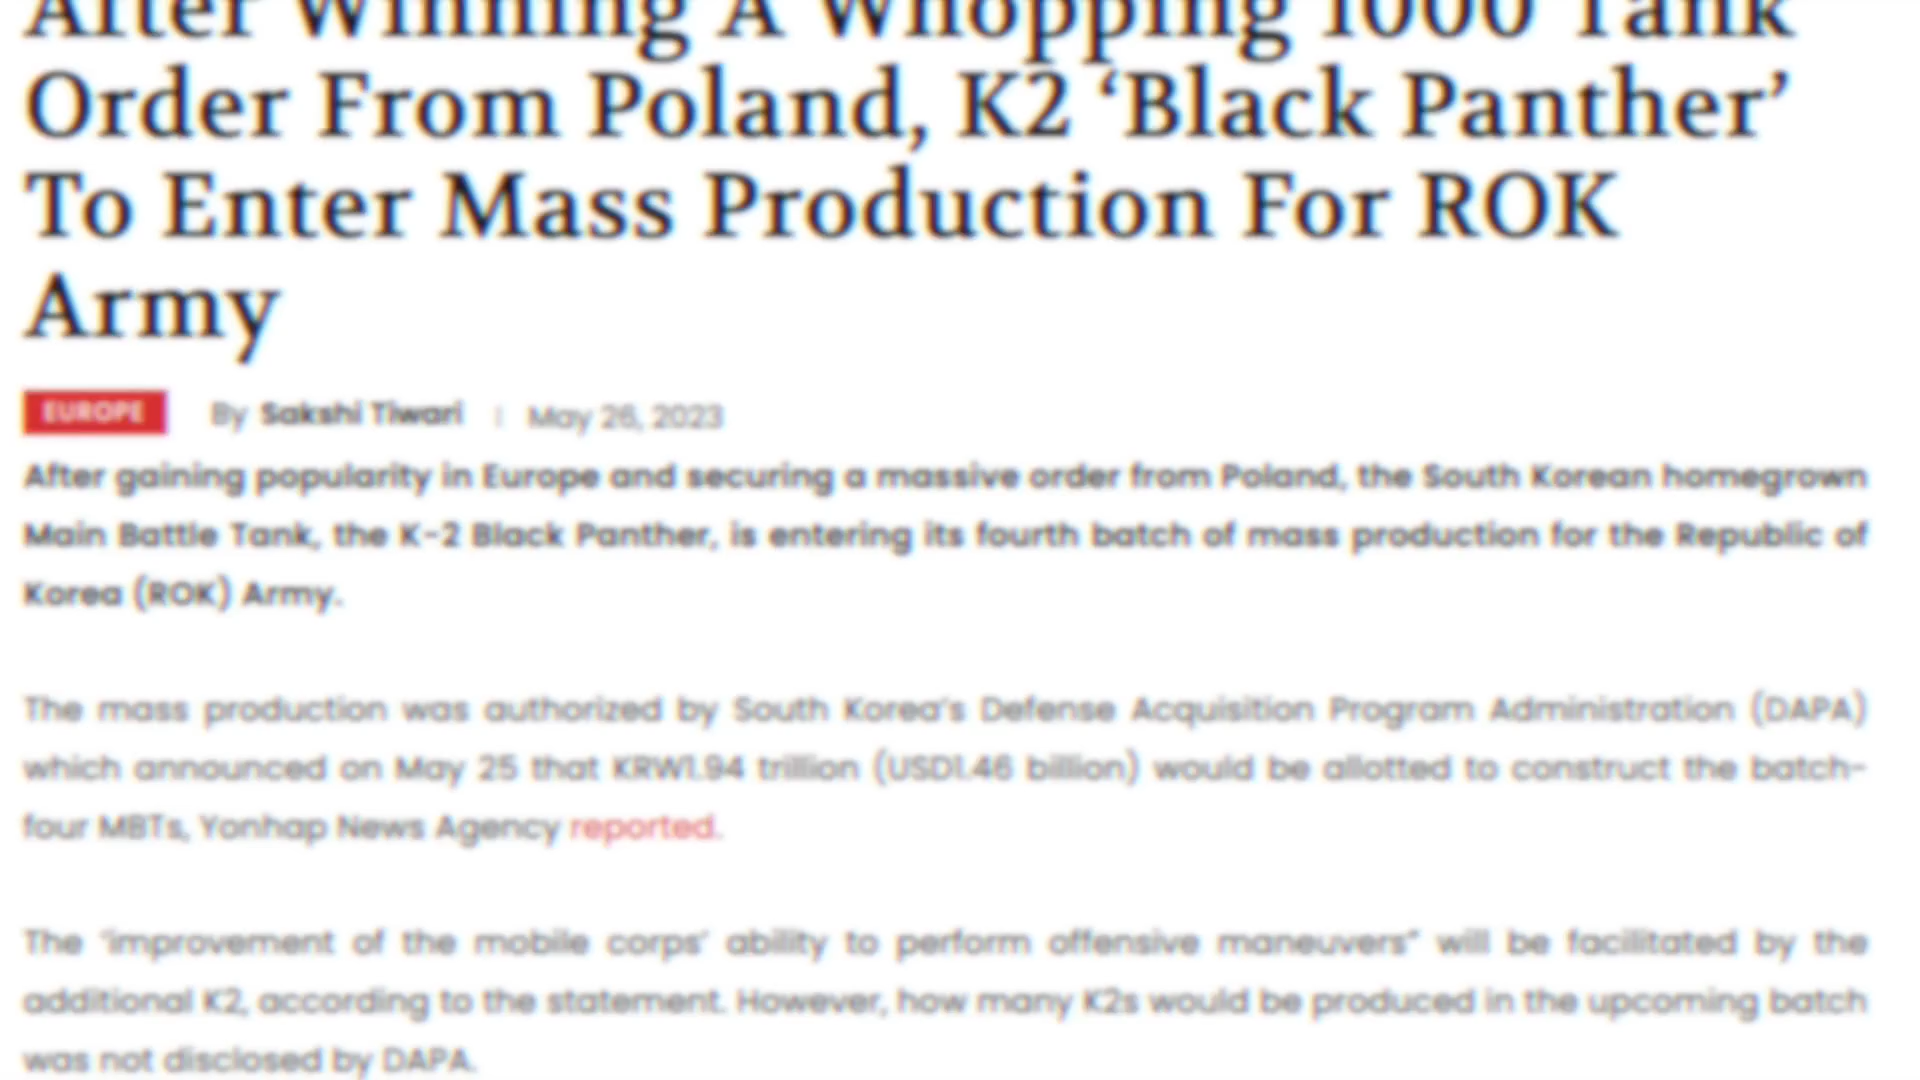 After Winning A Whopping 1000 Tank
Order From Poland, K2 ‘Black Panther’
To Enter Mass Production For ROK
Army
EUROPE By Sakshi Tiwari | May 26, 2023
After gaining popularity in Europe and securing a massive order from Poland, the South Korean homegrown
Main Battle Tank, the K-2 Black Panther, is entering its fourth batch of mass production for the Republic of
Korea (ROK) Army.
The mass production was authorized by South Korea’s Defense Acquisition Program Administration (DAPA)
which announced on May 25 that KRW1.94 trillion (USD1.46 billion) would be allotted to construct the batch-
four MBTs, Yonhap News Agency reported.
The ‘improvement of the mobile corps’ ability to perform offensive maneuvers” will be facilitated by the
additional K2, according to the statement. However, how many K2s would be produced in the upcoming batch
was not disclosed by DAPA.